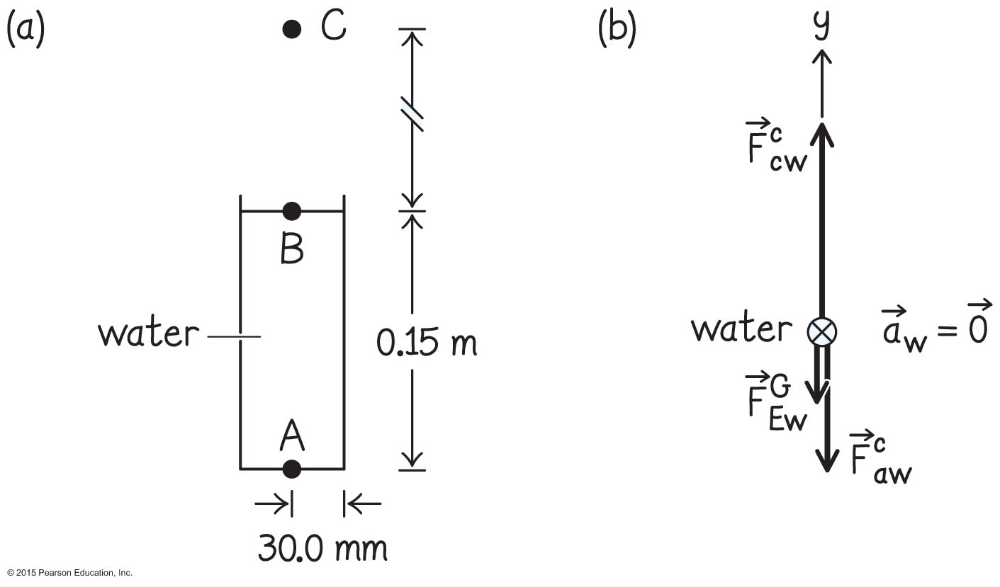 (a)
C
B
water
0.15 m
A
30.0 mm
(b)
y
F^c_cw
water
a_w = 0
F^G_Ew
F^c_aw
© 2015 Pearson Education, Inc.